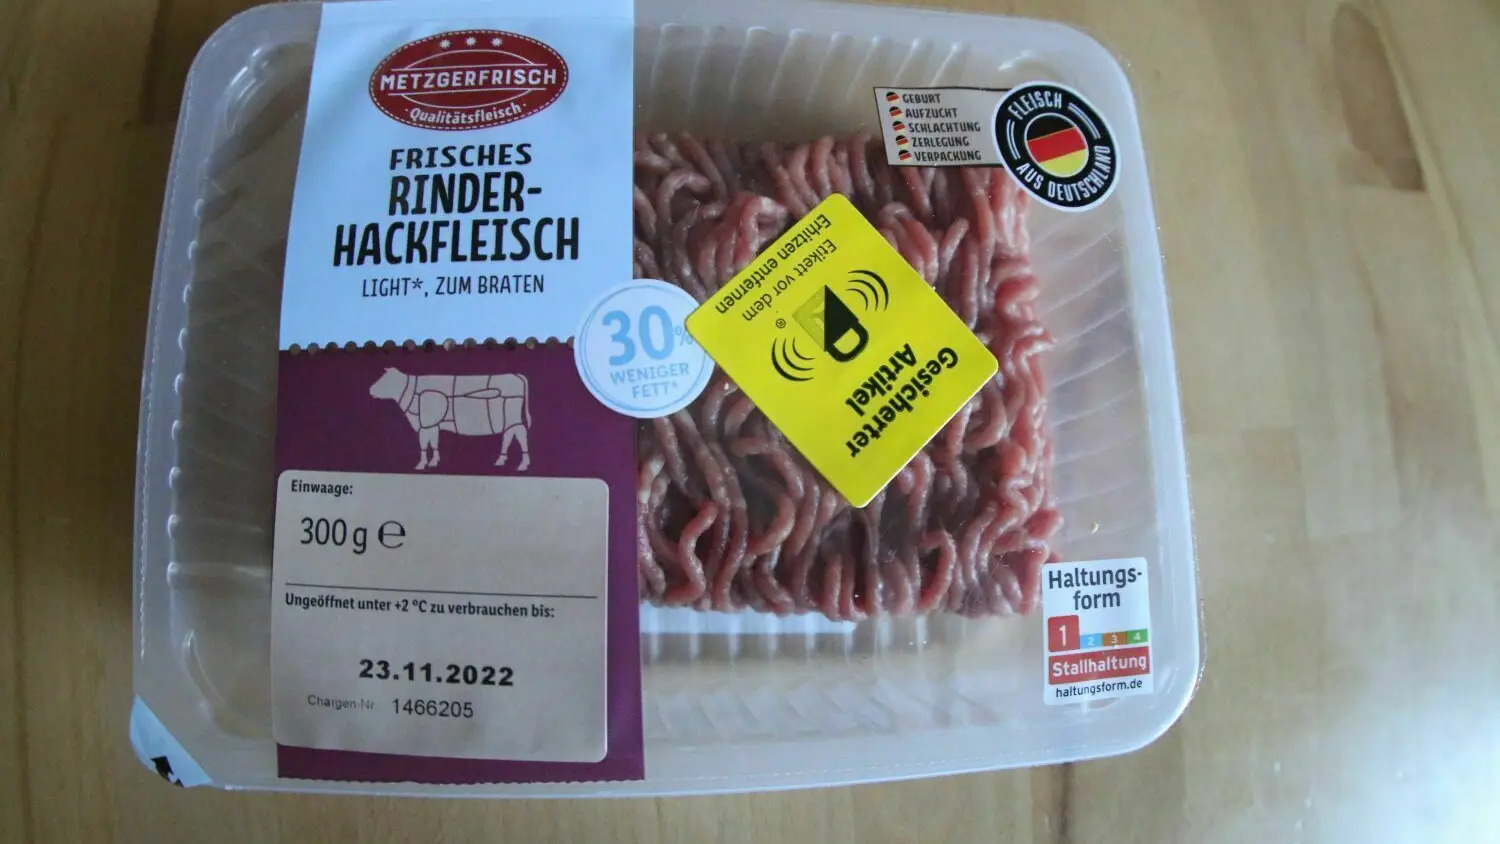 METZGERFRISCH
Qualitätsfleisch
FRISCHES
RINDER-
HACKFLEISCH
LIGHT*, ZUM BRATEN
30%
WENIGER
FETT*
Einwaage:
300 g ℮
Ungeöffnet unter +2 °C zu verbrauchen bis:
23.11.2022
Chargen-Nr 1466205
Gesicherter
Artikel
®
Etikett vor dem
Erhitzen entfernen
GEBURT
AUFZUCHT
SCHLACHTUNG
ZERLEGUNG
VERPACKUNG
FLEISCH
AUS DEUTSCHLAND
Haltungs-
form
1 2 3 4
Stallhaltung
haltungsform.de